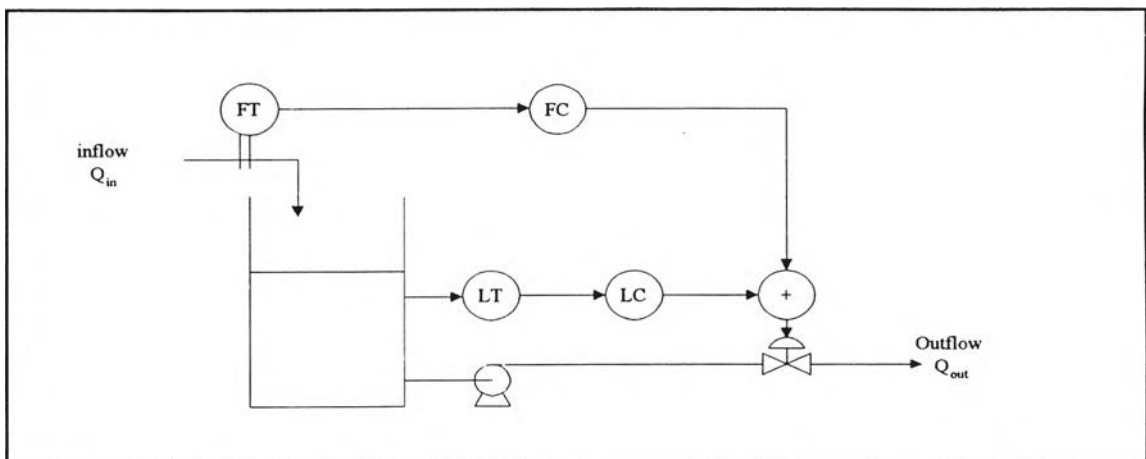 FT
FC
inflow
Q_in
LT
LC
+
Outflow
Q_out